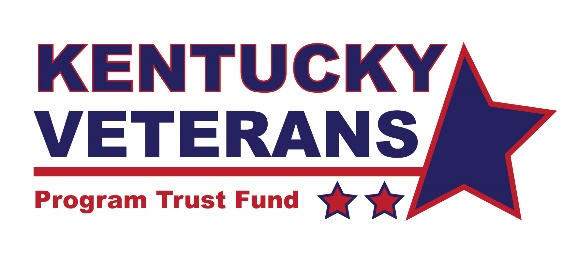 KENTUCKY
VETERANS
Program Trust Fund